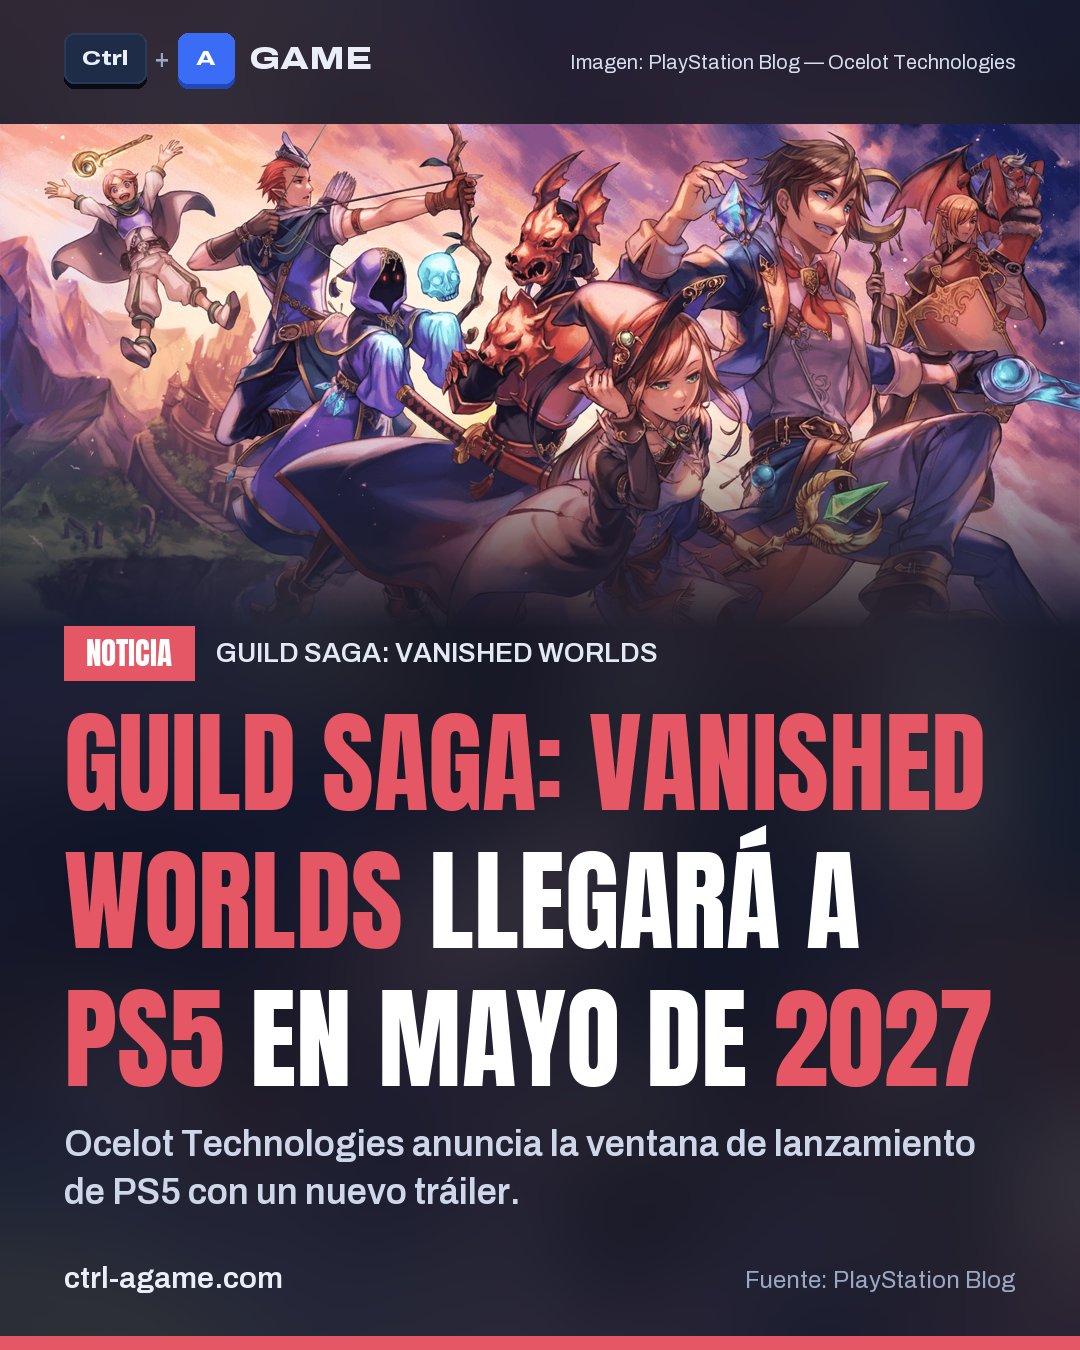 Ctrl + A GAME
Imagen: PlayStation Blog — Ocelot Technologies
NOTICIA GUILD SAGA: VANISHED WORLDS
GUILD SAGA: VANISHED
WORLDS LLEGARÁ A
PS5 EN MAYO DE 2027
Ocelot Technologies anuncia la ventana de lanzamiento
de PS5 con un nuevo tráiler.
ctrl-agame.com
Fuente: PlayStation Blog